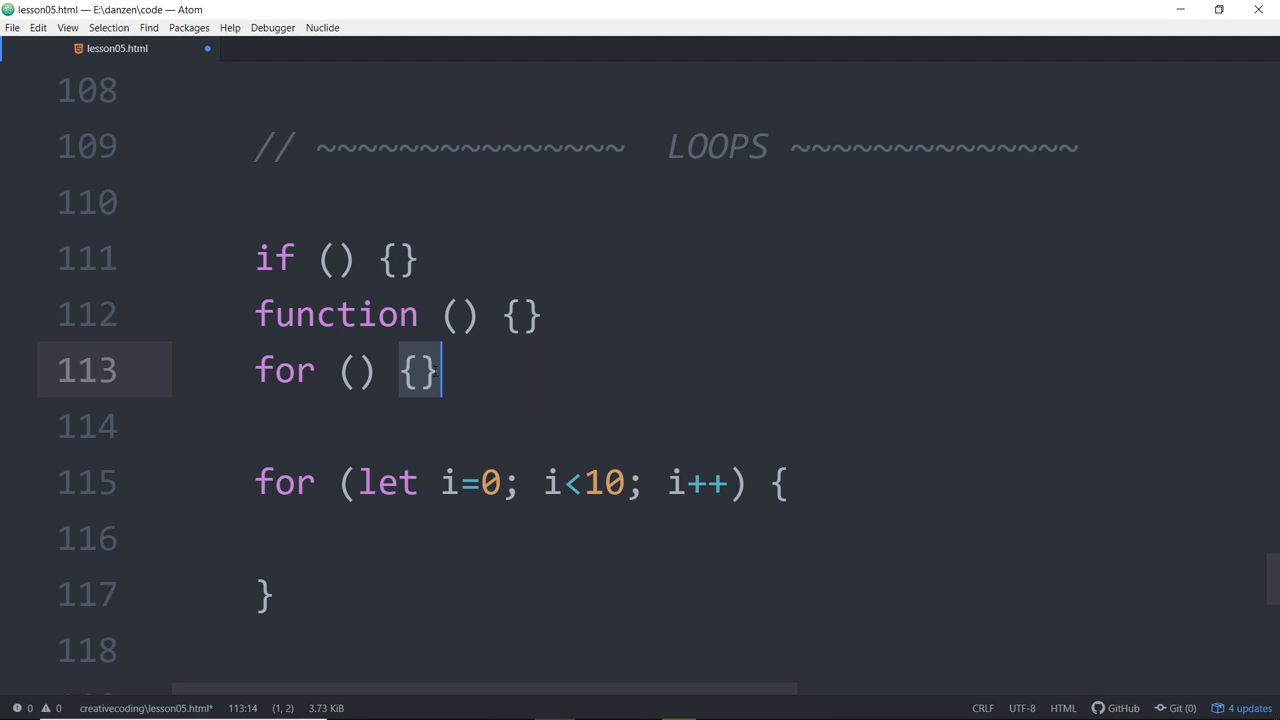 lesson05.html — E:\danzen\code — Atom
File Edit View Selection Find Packages Help Debugger Nuclide
lesson05.html
108
109 // ~~~~~~~~~~~~~~~ LOOPS ~~~~~~~~~~~~~~
110
111 if () {}
112 function () {}
113 for () {}
114
115 for (let i=0; i<10; i++) {
116
117 }
118
0 0 creativecoding\lesson05.html* 113:14 (1, 2) 3.73 KiB CRLF UTF-8 HTML GitHub Git (0) 4 updates